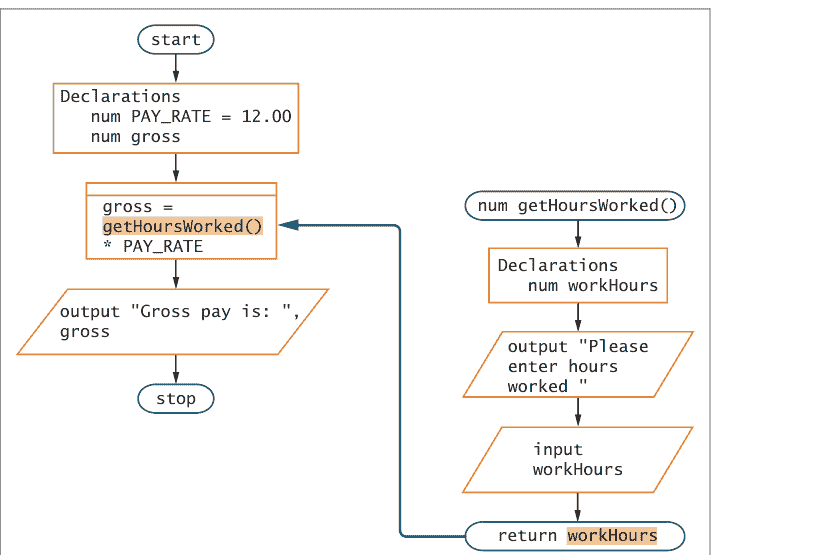 start
Declarations
num PAY_RATE = 12.00
num gross
gross =
getHoursWorked()
* PAY_RATE
output "Gross pay is: ",
gross
stop
num getHoursWorked()
Declarations
num workHours
output "Please
enter hours
worked "
input
workHours
return workHours